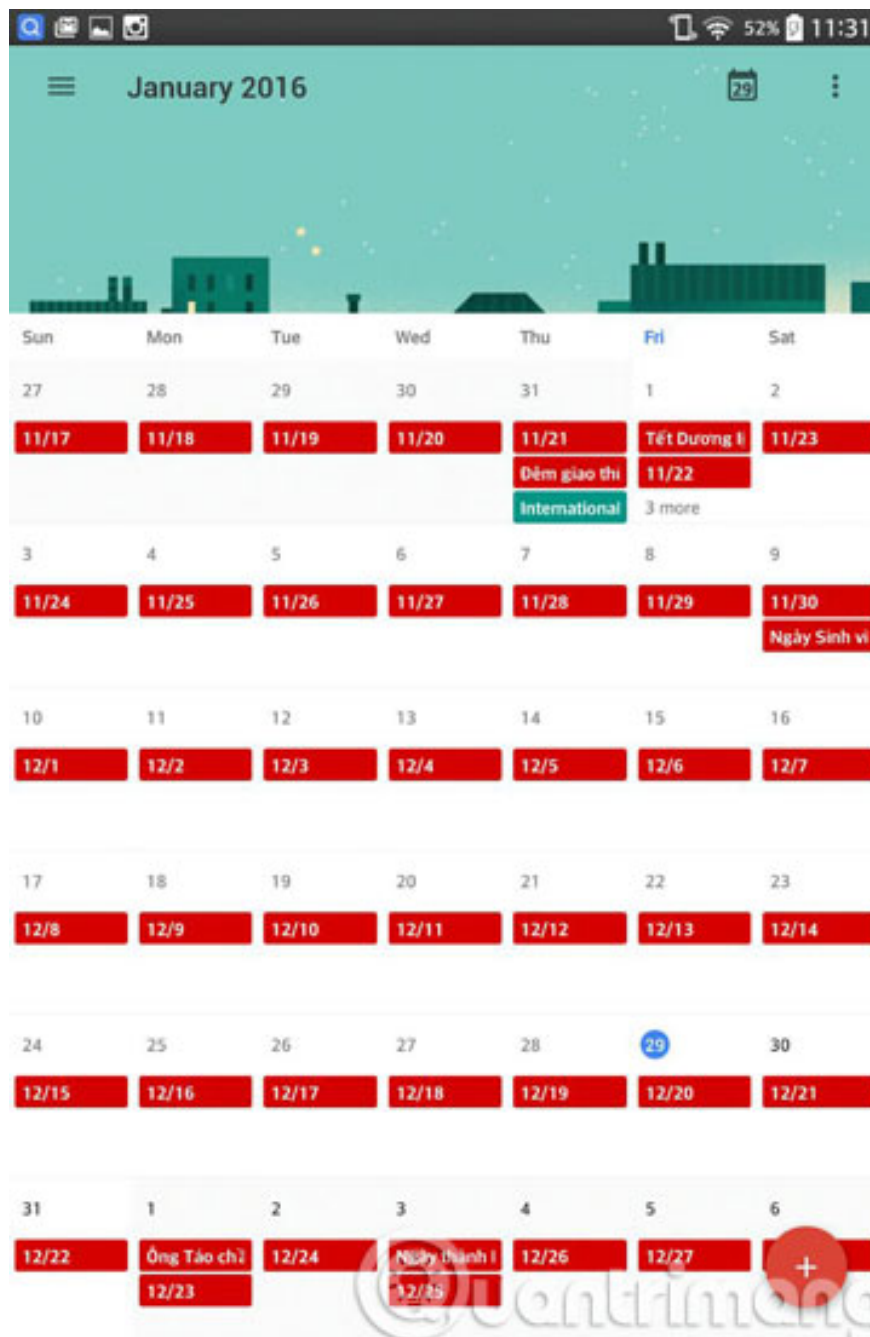 52% 11:31
January 2016 29
Sun Mon Tue Wed Thu Fri Sat
27 28 29 30 31 1 2
11/17 11/18 11/19 11/20 11/21 Tết Dương lị 11/23
Đêm giao thi 11/22
International 3 more
3 4 5 6 7 8 9
11/24 11/25 11/26 11/27 11/28 11/29 11/30
Ngày Sinh vi
10 11 12 13 14 15 16
12/1 12/2 12/3 12/4 12/5 12/6 12/7
17 18 19 20 21 22 23
12/8 12/9 12/10 12/11 12/12 12/13 12/14
24 25 26 27 28 29 30
12/15 12/16 12/17 12/18 12/19 12/20 12/21
31 1 2 3 4 5 6
12/22 Ông Táo chầ 12/24 Ngày thành l 12/26 12/27
12/23 12/25
Quantrimang